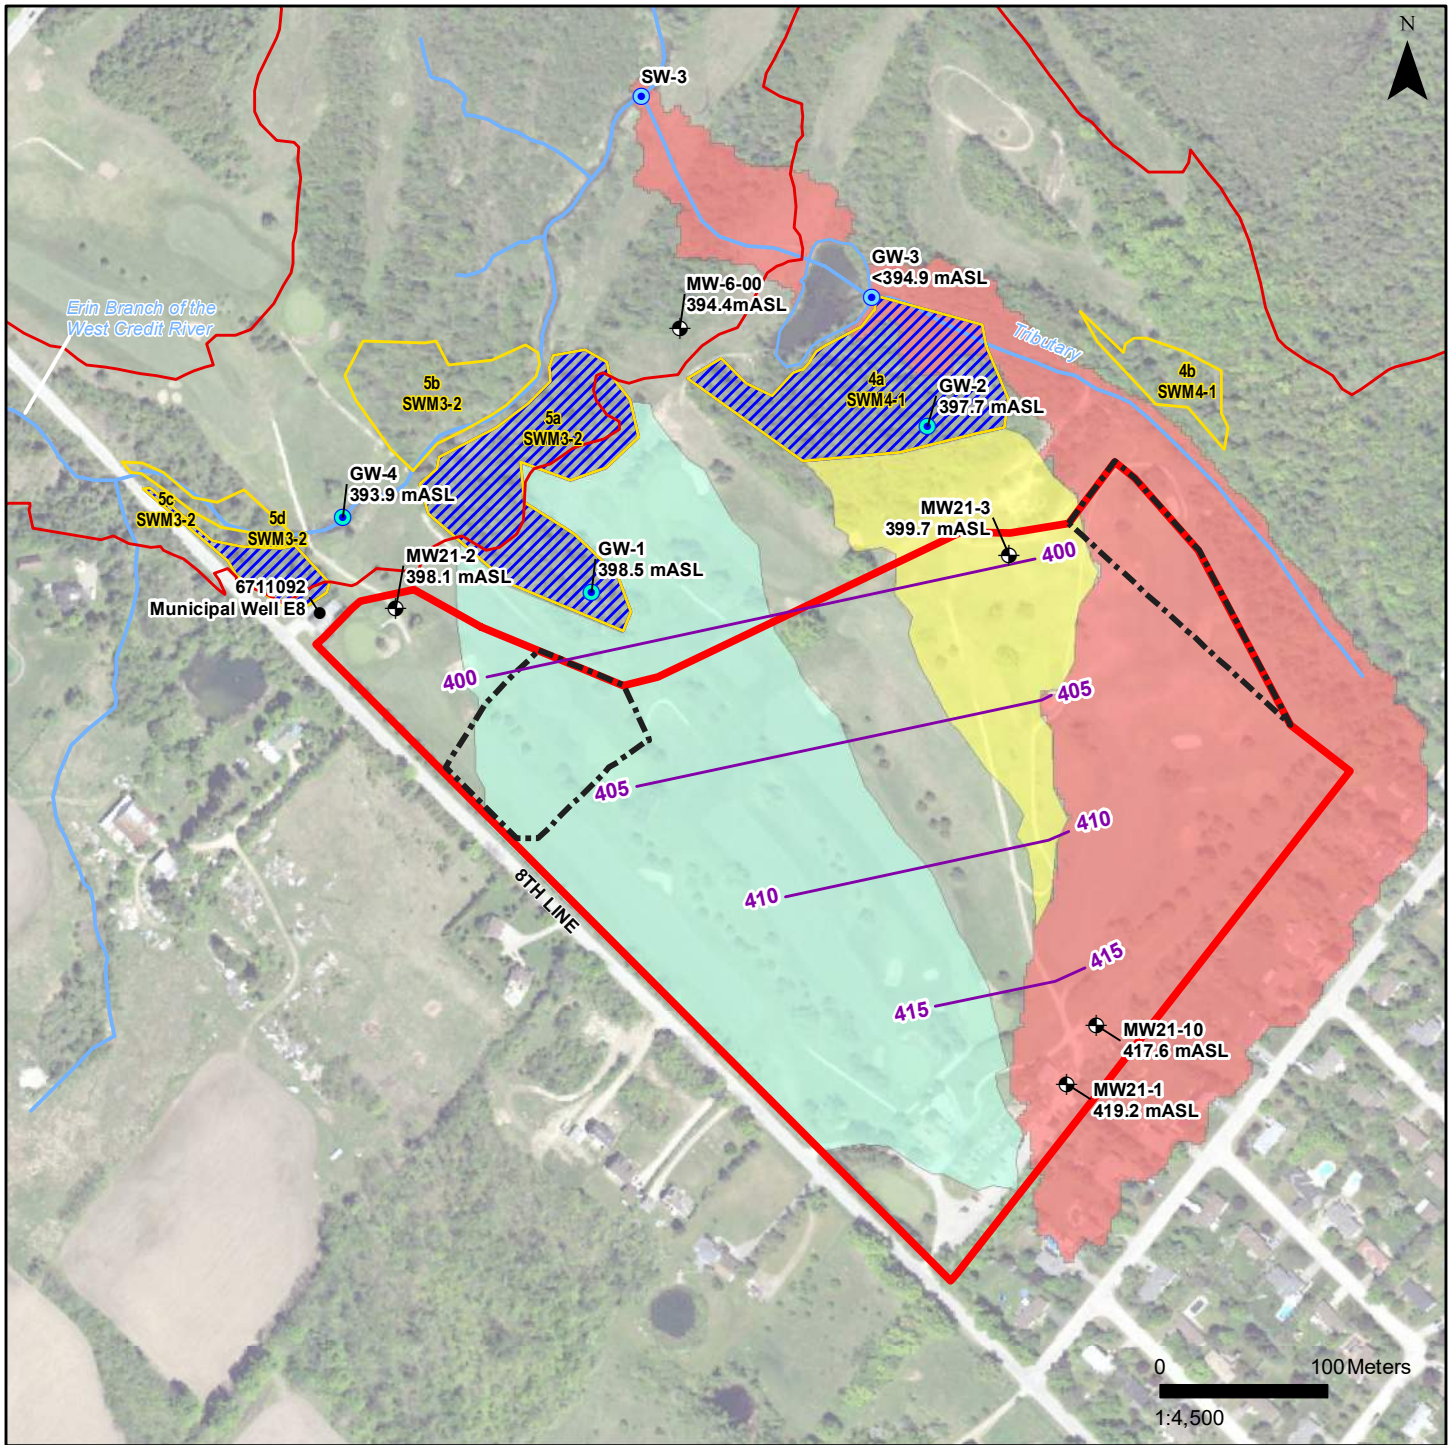 N
SW-3
GW-3
<394.9 mASL
MW-6-00
394.4mASL
Erin Branch of the
West Credit River
Tributary
5b
SWM3-2
4a
SWM4-1
4b
SWM4-1
GW-2
397.7 mASL
5a
SWM3-2
GW-4
393.9 mASL
5c
SWM3-2
5d
SWM3-2
MW21-3
399.7 mASL
400
MW21-2
398.1 mASL
GW-1
398.5 mASL
6711092
Municipal Well E8
400
405
405
410
410
8TH LINE
415
415
MW21-10
417.6 mASL
MW21-1
419.2 mASL
0 100 Meters
1:4,500